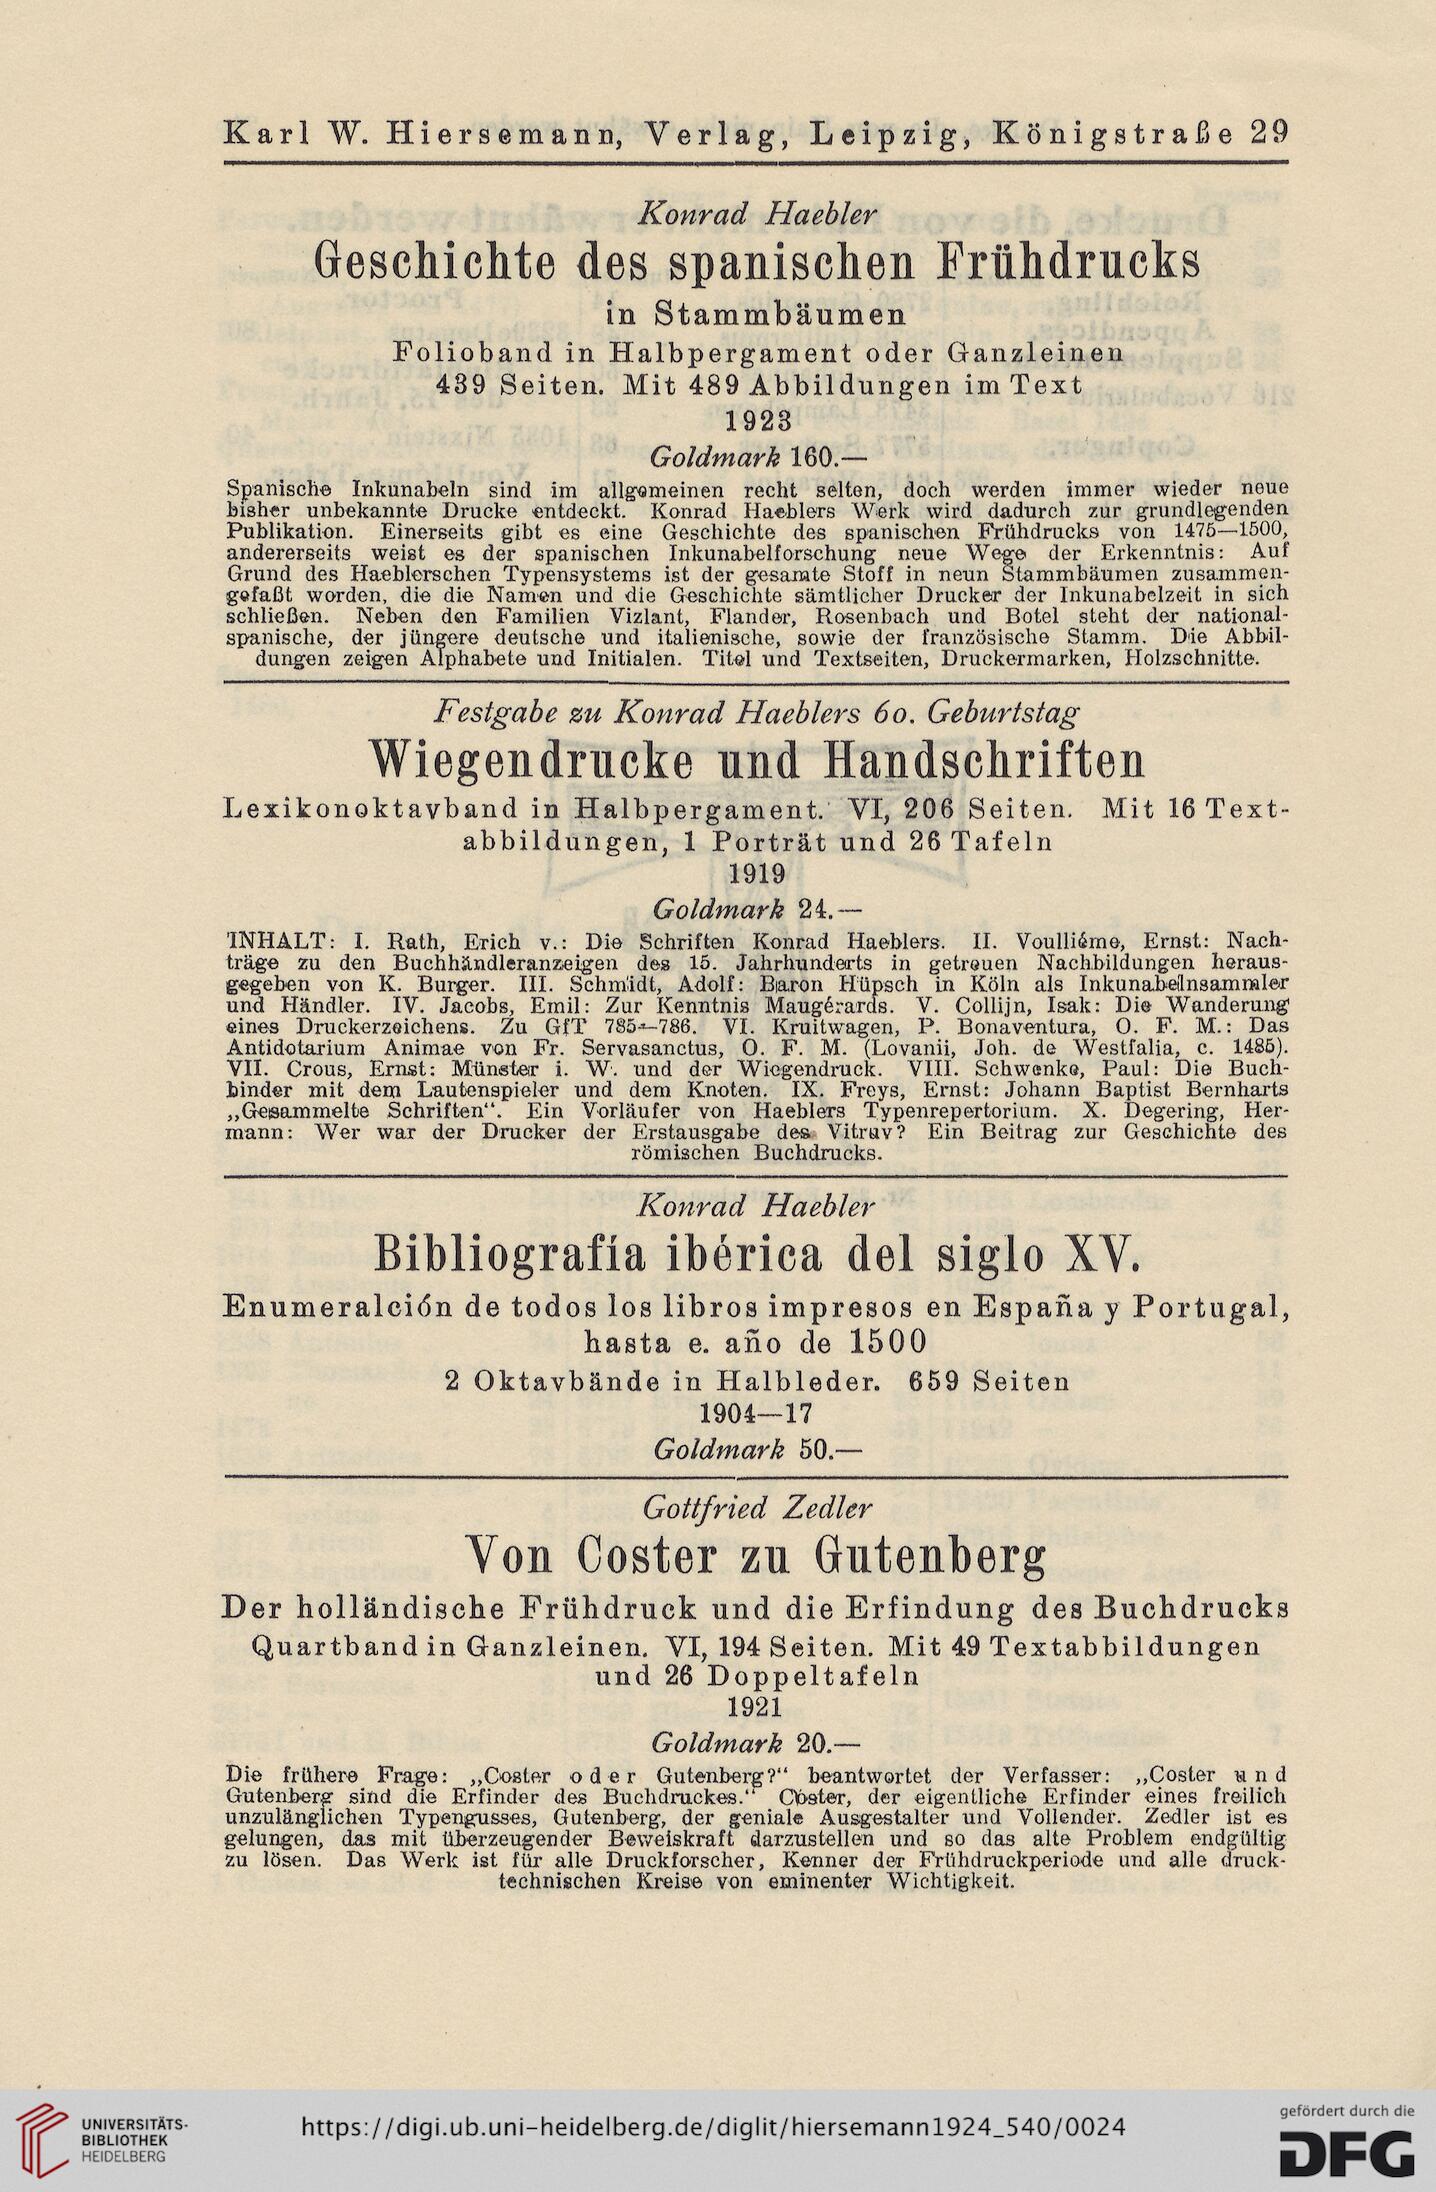 Karl W. Hiersemann, Verlag, Leipzig, Königstraße 29
Konrad Haebler
Geschichte des spanischen Frühdrucks
in Stammbäumen
Folioband in Halbpergament oder Ganzleinen
439 Seiten. Mit 489 Abbildungen im Text
1923
Goldmark 160.—
Spanische Inkunabeln sind im allgemeinen recht selten, doch werden immer wieder neue
bisher unbekannte Drucke entdeckt. Konrad Haeblers Werk wird dadurch zur grundlegenden
Publikation. Einerseits gibt es eine Geschichte des spanischen Frühdrucks von 1475—1500,
andererseits weist es der spanischen Inkunabelforschung neue Wege der Erkenntnis: Auf
Grund des Haeblerschen Typensystems ist der gesamte Stoff in neun Stammbäumen zusammen-
gefaßt worden, die die Namen und die Geschichte sämtlicher Drucker der Inkunabelzeit in sich
schließen. Neben den Familien Vizlant, Flander, Rosenbach und Botel steht der national-
spanische, der jüngere deutsche und italienische, sowie der französische Stamm. Die Abbil-
dungen zeigen Alphabete und Initialen. Titel und Textseiten, Druckermarken, Holzschnitte.
Festgabe zu Konrad Haeblers 60. Geburtstag
Wiegendrucke und Handschriften
Lexikonoktavband in Halbpergament. VI, 206 Seiten. Mit 16 Text-
abbildungen, 1 Porträt und 26 Tafeln
1919
Goldmark 24.—
INHALT: I. Rath, Erich v.: Die Schriften Konrad Haeblers. II. Voulliéme, Ernst: Nach-
träge zu den Buchhändleranzeigen des 15. Jahrhunderts in getreuen Nachbildungen heraus-
gegeben von K. Burger. III. Schmidt, Adolf: Baron Hüpsch in Köln als Inkunabelnsammler
und Händler. IV. Jacobs, Emil: Zur Kenntnis Maugérards. V. Collijn, Isak: Die Wanderung
eines Druckerzeichens. Zu GfT 785—786. VI. Kruitwagen, P. Bonaventura, O. F. M.: Das
Antidotarium Animae von Fr. Servasanctus, O. F. M. (Lovanii, Joh. de Westfalia, c. 1485).
VII. Crous, Ernst: Münster i. W. und der Wiegendruck. VIII. Schwenke, Paul: Die Buch-
binder mit dem Lautenspieler und dem Knoten. IX. Freys, Ernst: Johann Baptist Bernharts
„Gesammelte Schriften“. Ein Vorläufer von Haeblers Typenrepertorium. X. Degering, Her-
mann: Wer war der Drucker der Erstausgabe des Vitruv? Ein Beitrag zur Geschichte des
römischen Buchdrucks.
Konrad Haebler
Bibliografía ibérica del siglo XV.
Enumeralción de todos los libros impresos en España y Portugal,
hasta e. año de 1500
2 Oktavbände in Halbleder. 659 Seiten
1904—17
Goldmark 50.—
Gottfried Zedler
Von Coster zu Gutenberg
Der holländische Frühdruck und die Erfindung des Buchdrucks
Quartband in Ganzleinen. VI, 194 Seiten. Mit 49 Textabbildungen
und 26 Doppeltafeln
1921
Goldmark 20.—
Die frühere Frage: „Coster oder Gutenberg?“ beantwortet der Verfasser: „Coster und
Gutenberg sind die Erfinder des Buchdruckes.“ Coster, der eigentliche Erfinder eines freilich
unzulänglichen Typengusses, Gutenberg, der geniale Ausgestalter und Vollender. Zedler ist es
gelungen, das mit überzeugender Beweiskraft darzustellen und so das alte Problem endgültig
zu lösen. Das Werk ist für alle Druckforscher, Kenner der Frühdruckperiode und alle druck-
technischen Kreise von eminenter Wichtigkeit.
UNIVERSITÄTS-
BIBLIOTHEK
HEIDELBERG
https://digi.ub.uni-heidelberg.de/diglit/hiersemann1924_540/0024
gefördert durch die
DFG